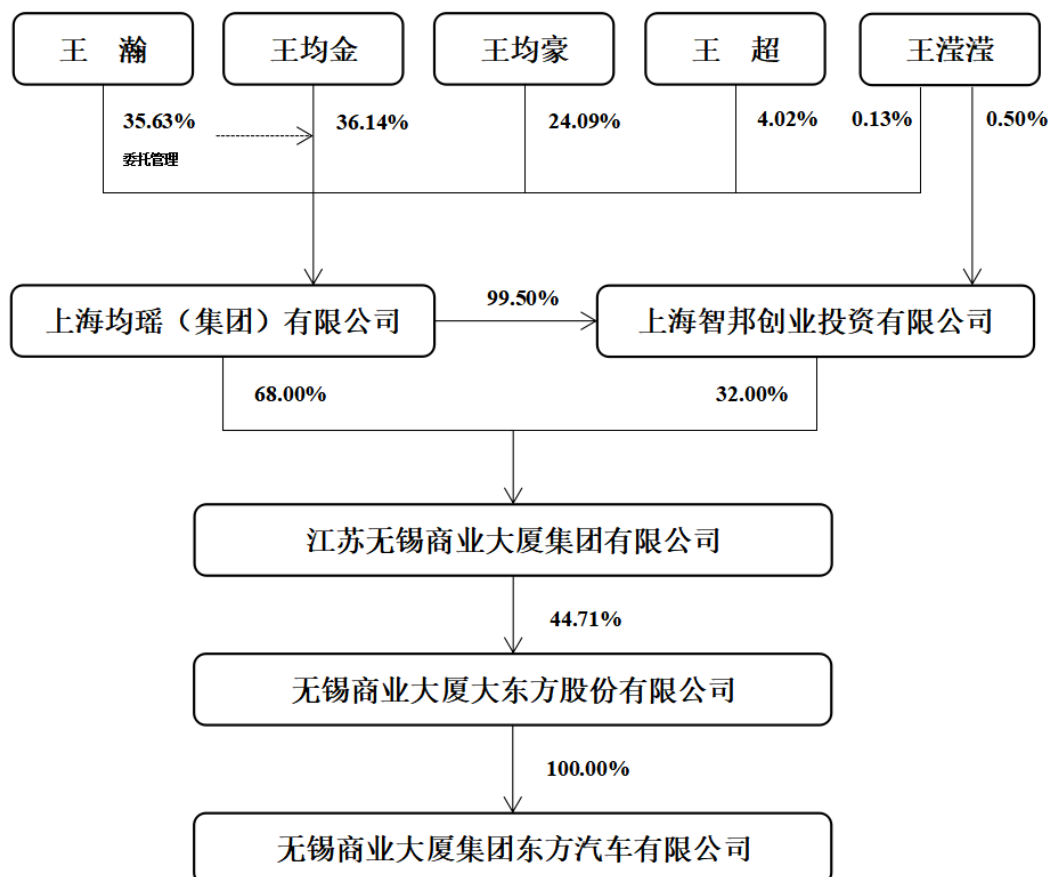 王 瀚 王均金 王均豪 王 超 王滢滢
35.63% 36.14% 24.09% 4.02% 0.13% 0.50%
委托管理
上海均瑶（集团）有限公司 99.50% 上海智邦创业投资有限公司
68.00% 32.00%
江苏无锡商业大厦集团有限公司
44.71%
无锡商业大厦大东方股份有限公司
100.00%
无锡商业大厦集团东方汽车有限公司